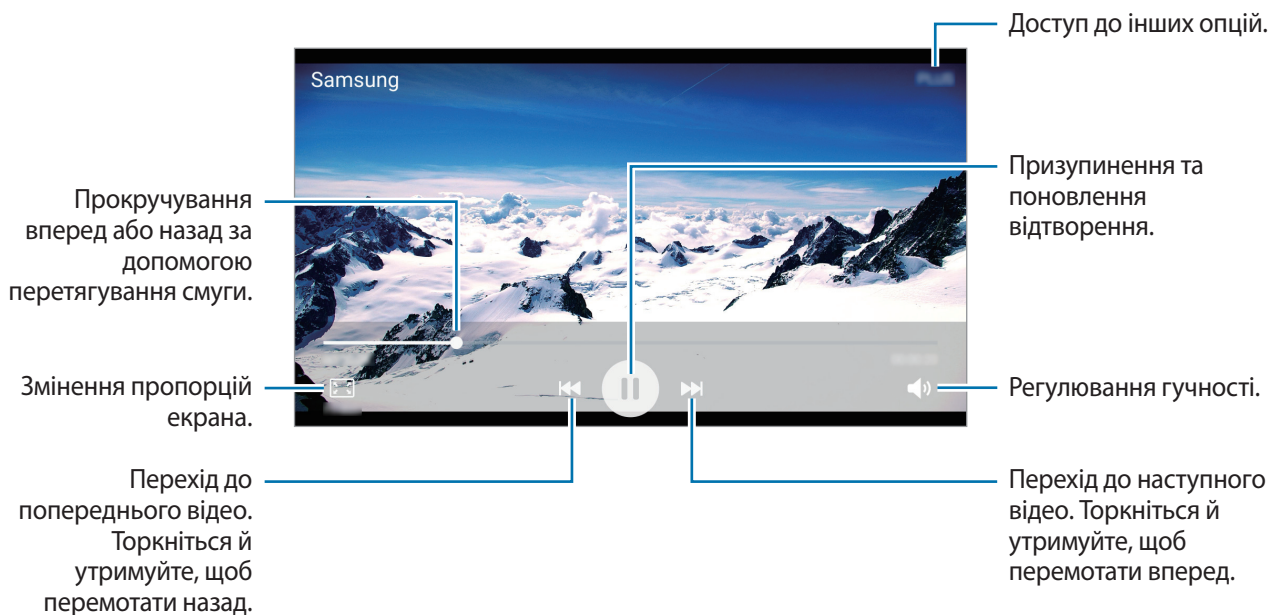 Доступ до інших опцій.
Samsung
Призупинення та
поновлення
відтворення.
Прокручування
вперед або назад за
допомогою
перетягування смуги.
Змінення пропорцій
екрана.
Регулювання гучності.
Перехід до
попереднього відео.
Торкніться й
утримуйте, щоб
перемотати назад.
Перехід до наступного
відео. Торкніться й
утримуйте, щоб
перемотати вперед.